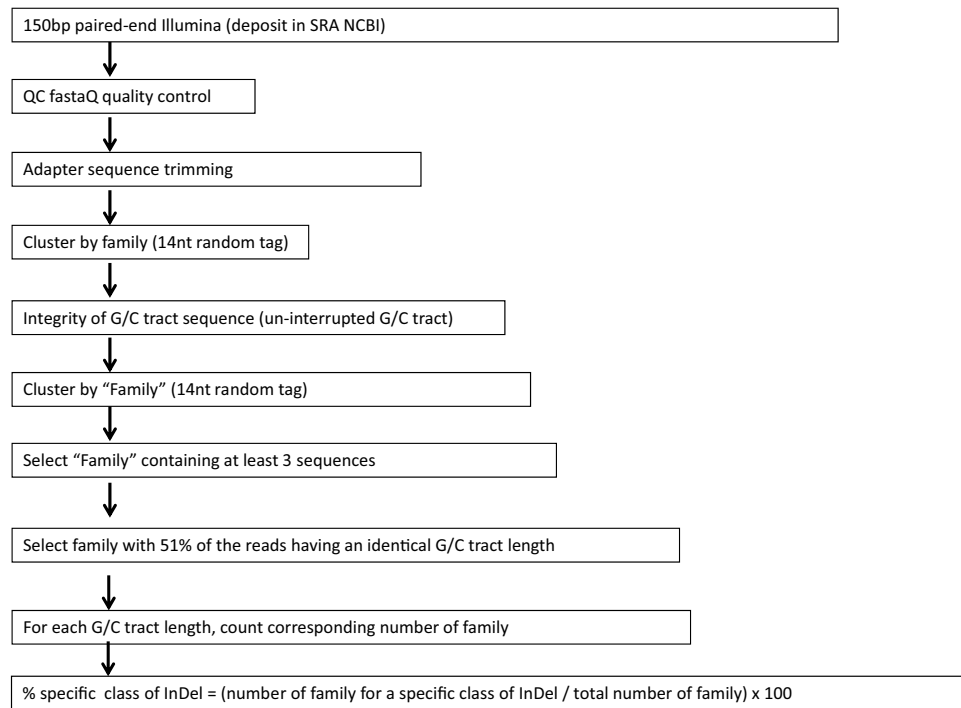 150bp paired-end Illumina (deposit in SRA NCBI)
QC fastaQ quality control
Adapter sequence trimming
Cluster by family (14nt random tag)
Integrity of G/C tract sequence (un-interrupted G/C tract)
Cluster by “Family” (14nt random tag)
Select “Family” containing at least 3 sequences
Select family with 51% of the reads having an identical G/C tract length
For each G/C tract length, count corresponding number of family
% specific class of InDel = (number of family for a specific class of InDel / total number of family) x 100